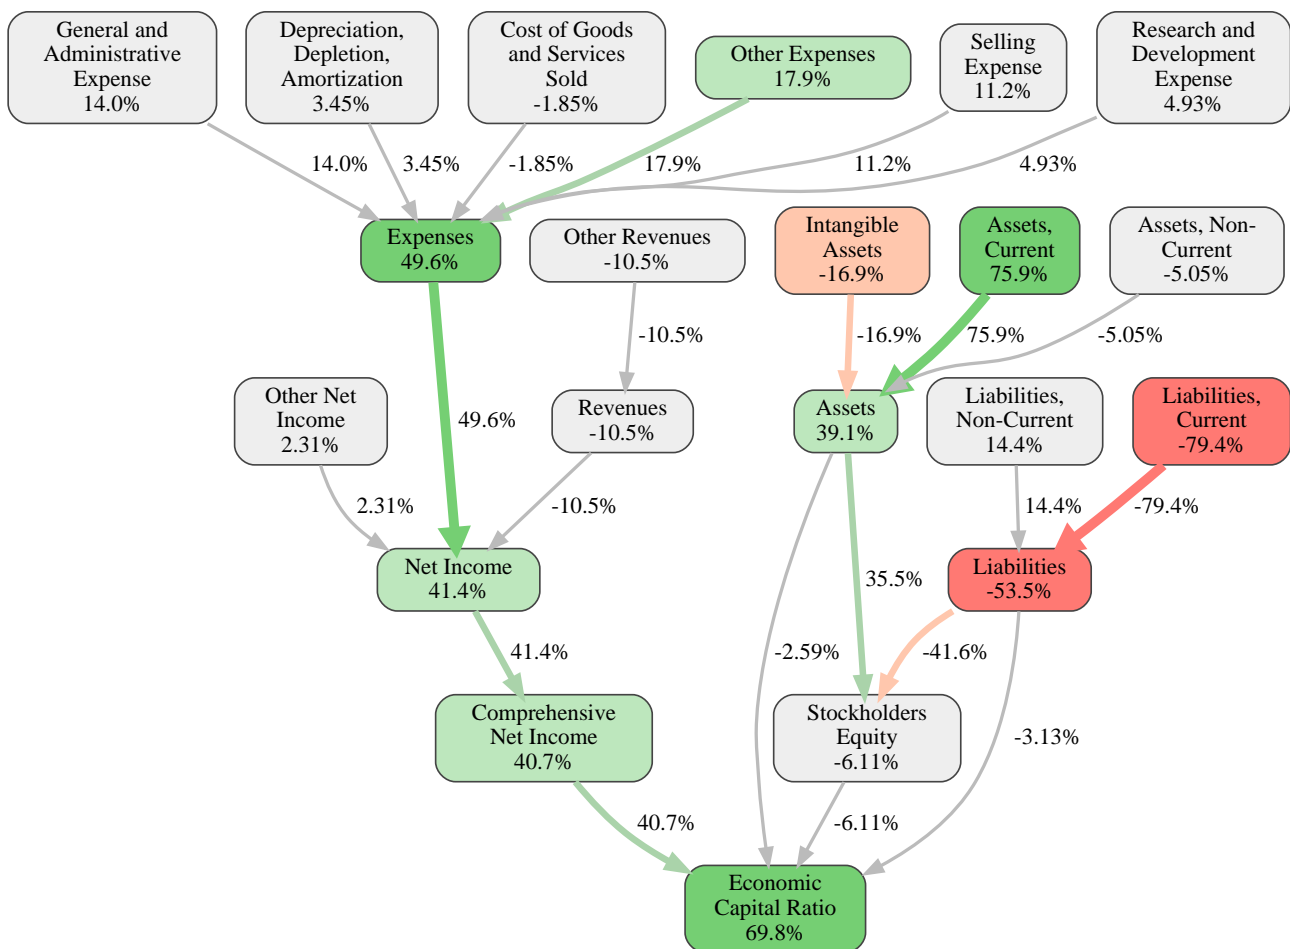 General and
Administrative
Expense
14.0%
Depreciation,
Depletion,
Amortization
3.45%
Cost of Goods
and Services
Sold
-1.85%
Other Expenses
17.9%
Selling
Expense
11.2%
Research and
Development
Expense
4.93%
14.0%
3.45%
-1.85%
17.9%
11.2%
4.93%
Expenses
49.6%
Other Revenues
-10.5%
Intangible
Assets
-16.9%
Assets,
Current
75.9%
Assets, Non-
Current
-5.05%
-10.5%
-16.9%
75.9%
-5.05%
Other Net
Income
2.31%
49.6%
Revenues
-10.5%
Assets
39.1%
Liabilities,
Non-Current
14.4%
Liabilities,
Current
-79.4%
2.31%
-10.5%
14.4%
-79.4%
Net Income
41.4%
35.5%
Liabilities
-53.5%
41.4%
-2.59%
-41.6%
Comprehensive
Net Income
40.7%
Stockholders
Equity
-6.11%
-3.13%
40.7%
-6.11%
Economic
Capital Ratio
69.8%